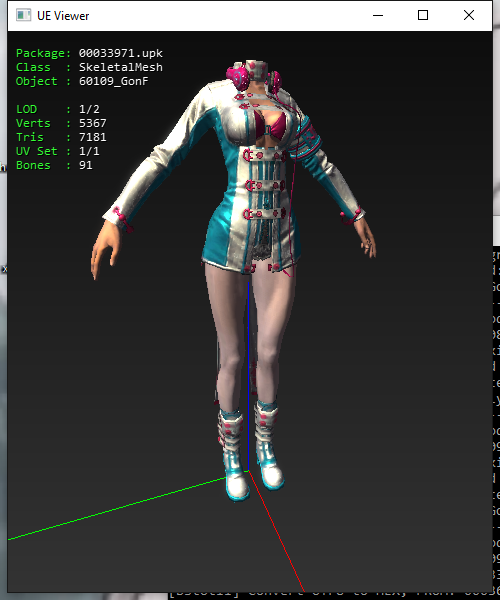 UE Viewer
Package: 00033971.upk
Class : SkeletalMesh
Object : 60109_GonF
LOD : 1/2
Verts : 5367
Tris : 7181
UV Set : 1/1
Bones : 91